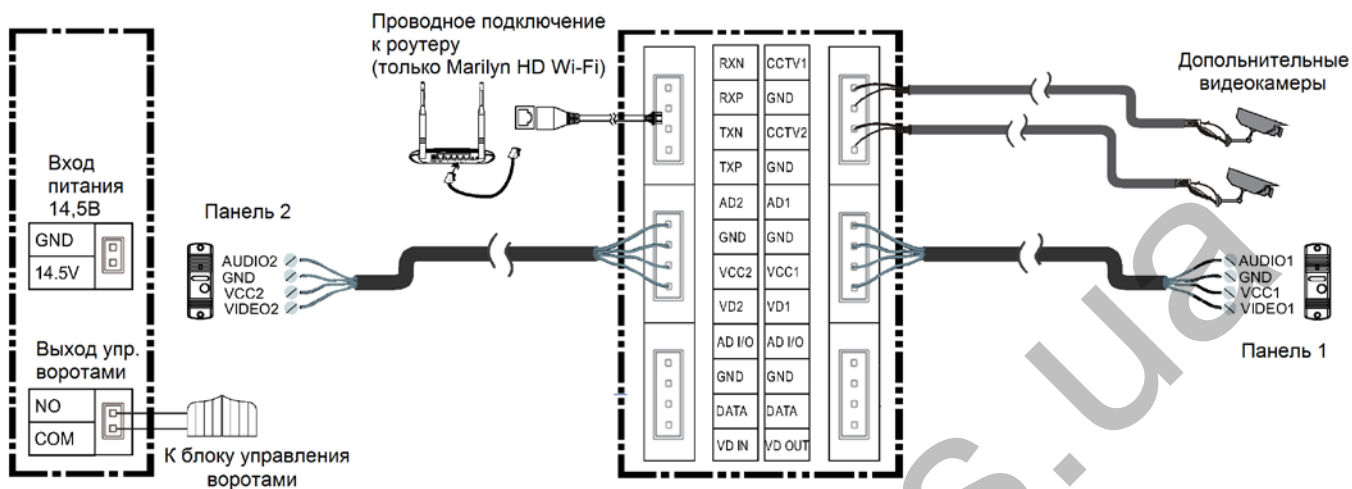 Проводное подключение
к роутеру
(только Marilyn HD Wi-Fi)
Вход
питания
14,5В
GND
14.5V
Выход упр.
воротами
NO
COM
К блоку управления
воротами
Панель 2
AUDIO2
GND
VCC2
VIDEO2
RXN CCTV1
RXP GND
TXN CCTV2
TXP GND
AD2 AD1
GND GND
VCC2 VCC1
VD2 VD1
AD I/O AD I/O
GND GND
DATA DATA
VD IN VD OUT
Допольнительные
видеокамеры
AUDIO1
GND
VCC1
VIDEO1
Панель 1
s.ua